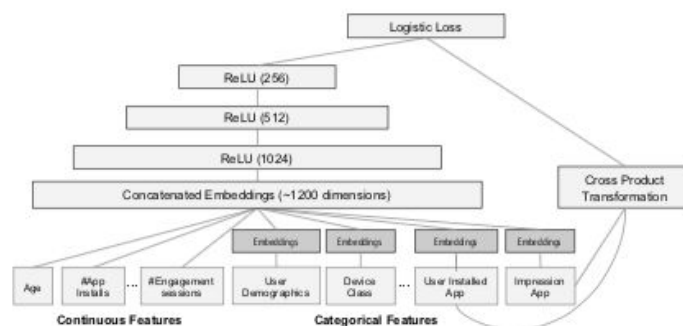 Logistic Loss
ReLU (256)
ReLU (512)
ReLU (1024)
Concatenated Embeddings (~1200 dimensions)
Cross Product
Transformation
Embeddings
Embeddings
Embeddings
Embeddings
Age
#App
Installs
...
#Engagement
sessions
User
Demographics
Device
Class
...
User Installed
App
Impression
App
Continuous Features
Categorical Features